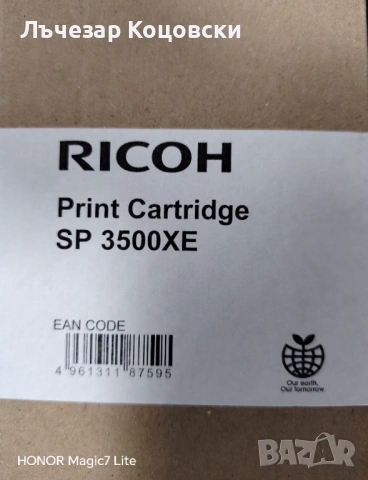 Лъчезар Коцовски
RICOH
Print Cartridge
SP 3500XE
EAN CODE
4 961311 87595
Our earth,
Our tomorrow
HONOR Magic7 Lite
BAZAR